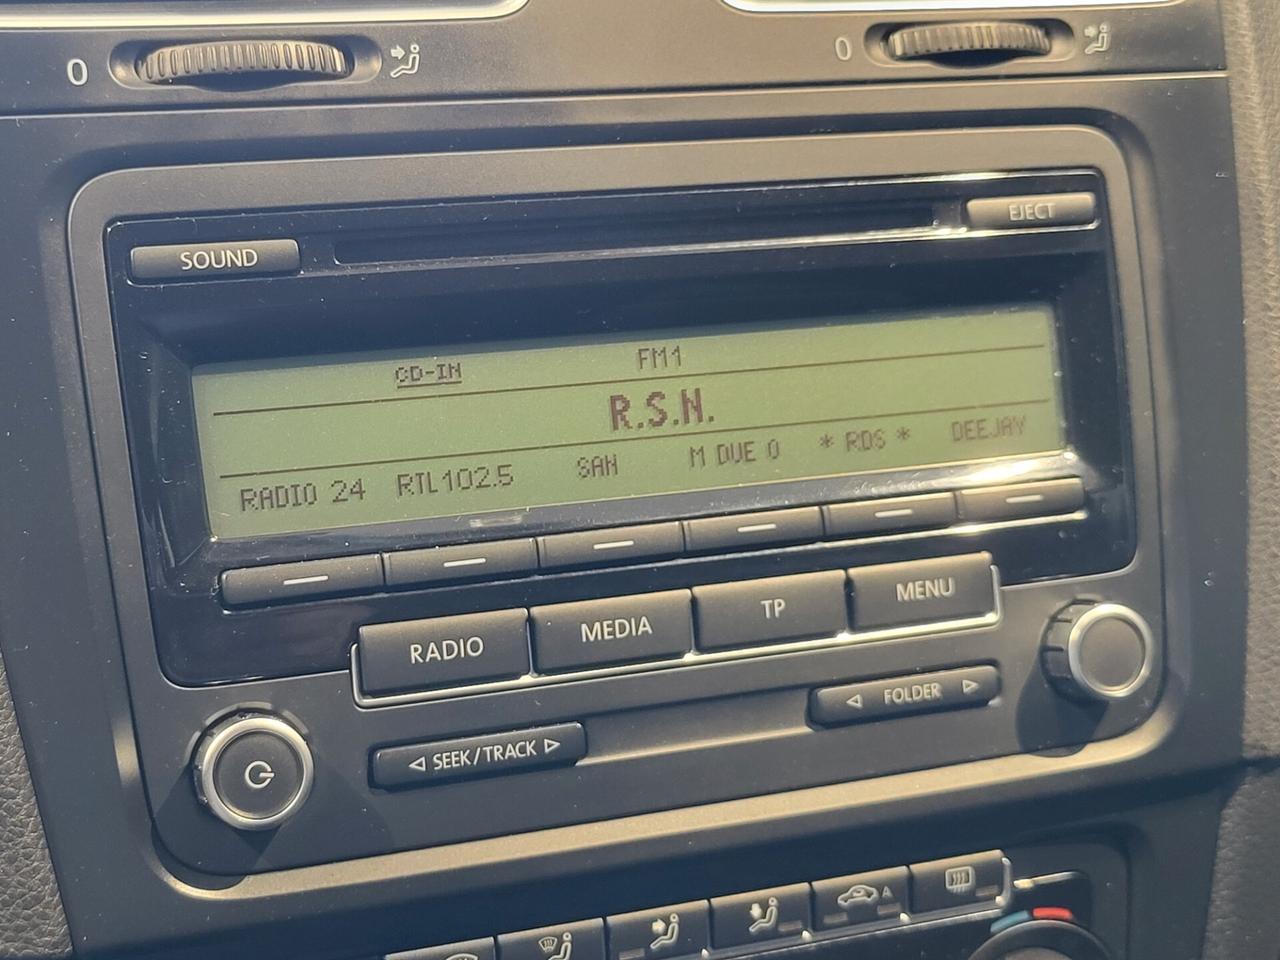 0 0
EJECT
SOUND
CD-IN FM1
R.S.N.
RADIO 24 RTL102.5 SAN M DUE O * RDS * DEEJAY
RADIO MEDIA TP MENU
◁ FOLDER ▷
◁ SEEK/TRACK ▷
A